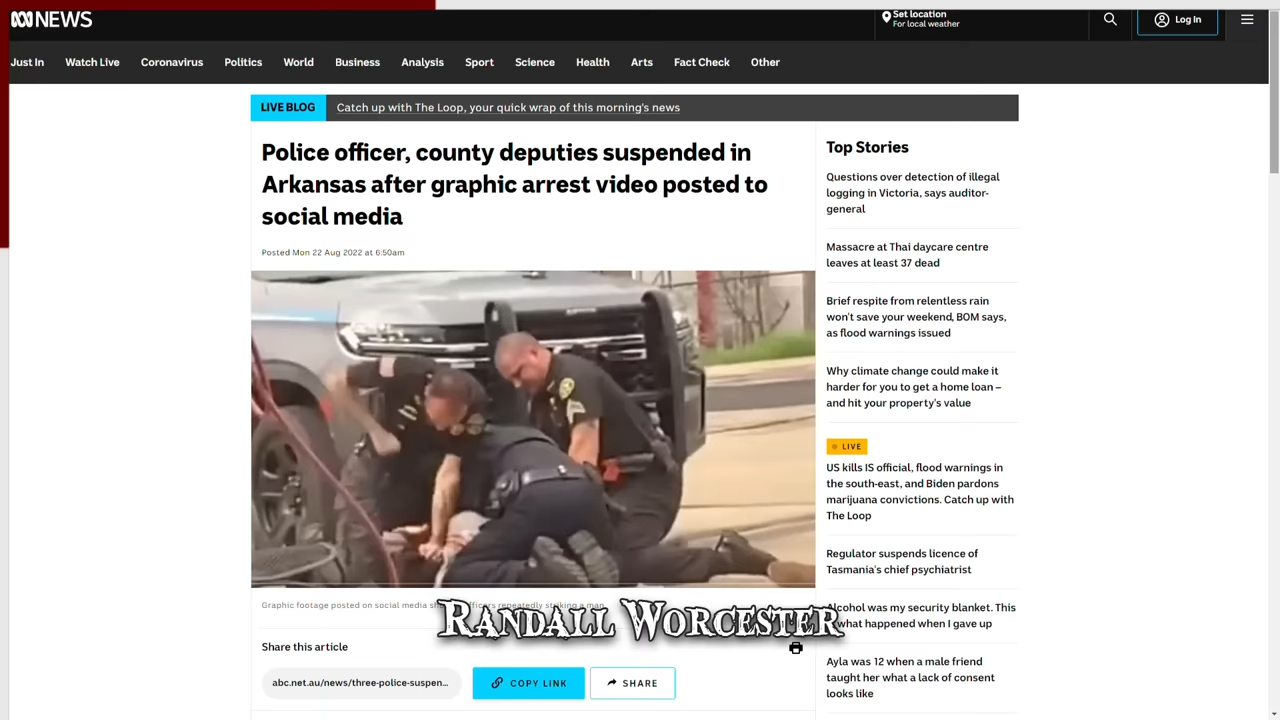 NEWS
Set location
For local weather
Log In
Just In Watch Live Coronavirus Politics World Business Analysis Sport Science Health Arts Fact Check Other
LIVE BLOG Catch up with The Loop, your quick wrap of this morning's news
Police officer, county deputies suspended in
Arkansas after graphic arrest video posted to
social media
Posted Mon 22 Aug 2022 at 6:50am
Graphic footage posted on social media officers repeatedly striking a man
RANDALL WORCESTER
Share this article
abc.net.au/news/three-police-suspen...
COPY LINK
SHARE
Top Stories
Questions over detection of illegal
logging in Victoria, says auditor-
general
Massacre at Thai daycare centre
leaves at least 37 dead
Brief respite from relentless rain
won't save your weekend, BOM says,
as flood warnings issued
Why climate change could make it
harder for you to get a home loan –
and hit your property's value
LIVE
US kills IS official, flood warnings in
the south-east, and Biden pardons
marijuana convictions. Catch up with
The Loop
Regulator suspends licence of
Tasmania's chief psychiatrist
Alcohol was my security blanket. This
what happened when I gave up
Ayla was 12 when a male friend
taught her what a lack of consent
looks like